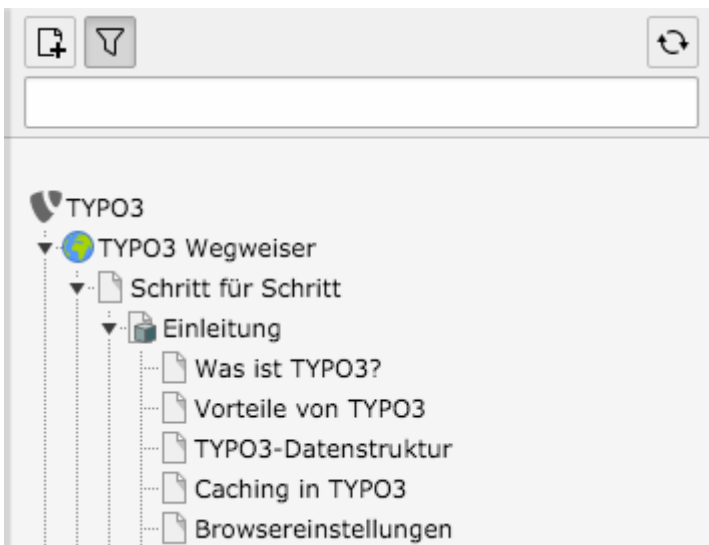 TYPO3
TYPO3 Wegweiser
Schritt für Schritt
Einleitung
Was ist TYPO3?
Vorteile von TYPO3
TYPO3-Datenstruktur
Caching in TYPO3
Browsereinstellungen